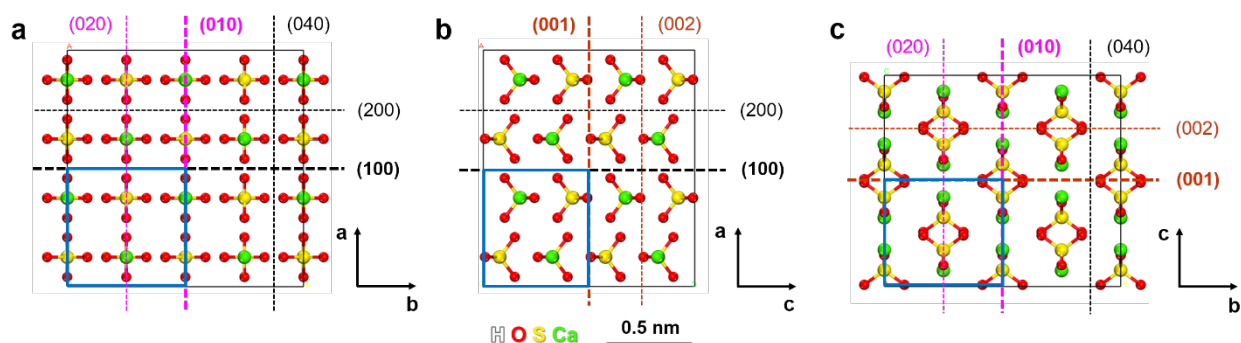 a
(020)
(010)
(040)
(200)
(100)
a
b
b
(001)
(002)
(200)
(100)
a
c
c
(020)
(010)
(040)
(002)
(001)
c
b
H O S Ca
0.5 nm